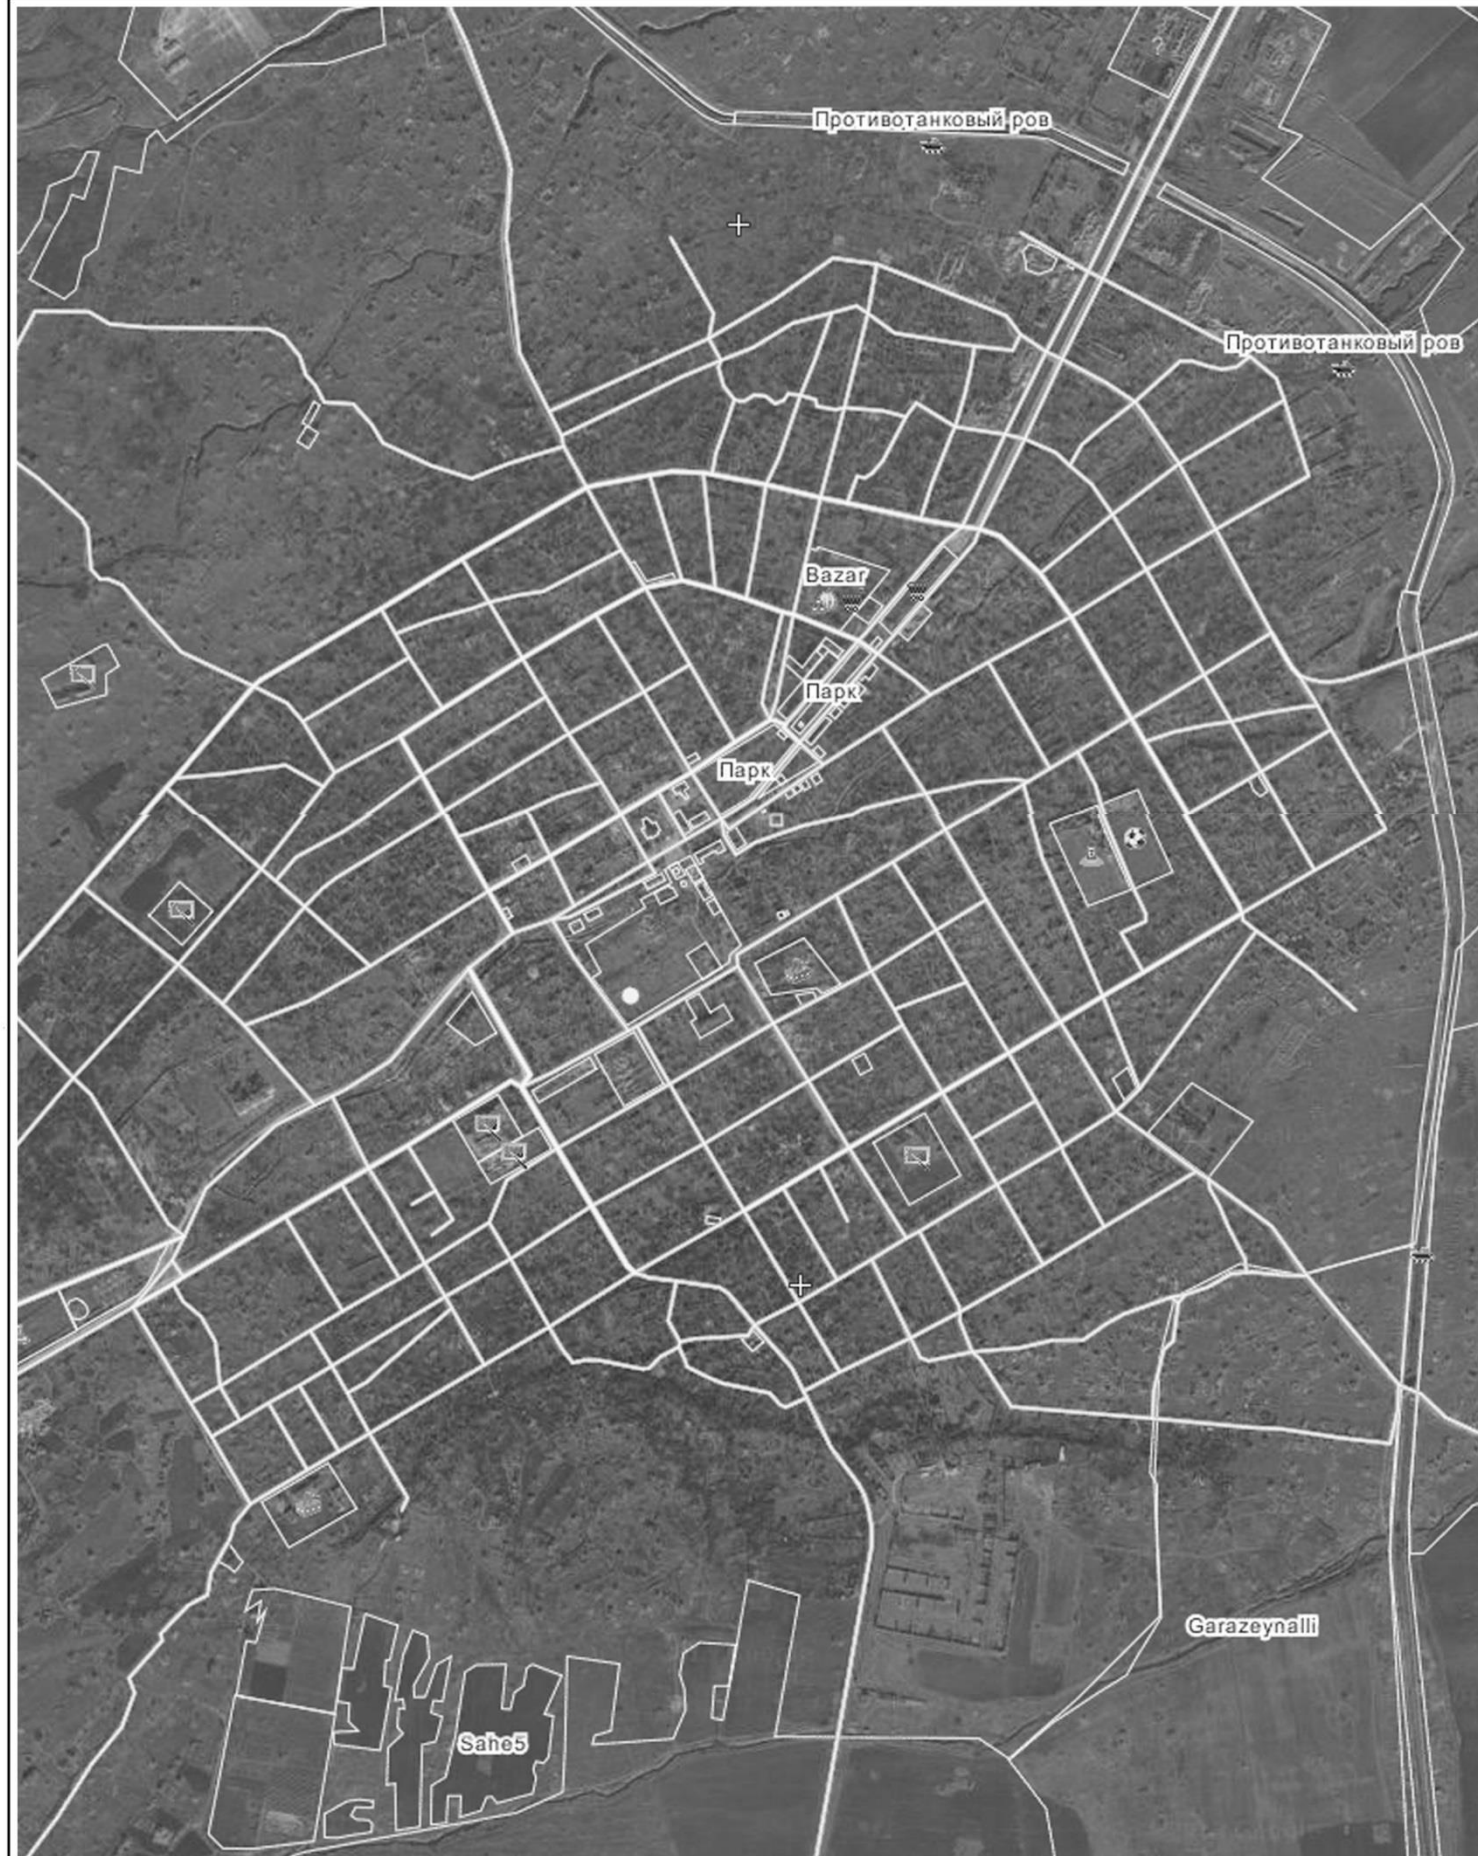 Противотанковый ров
Противотанковый ров
Bazar
Парк
Парк
Garazeynalli
Sahe5